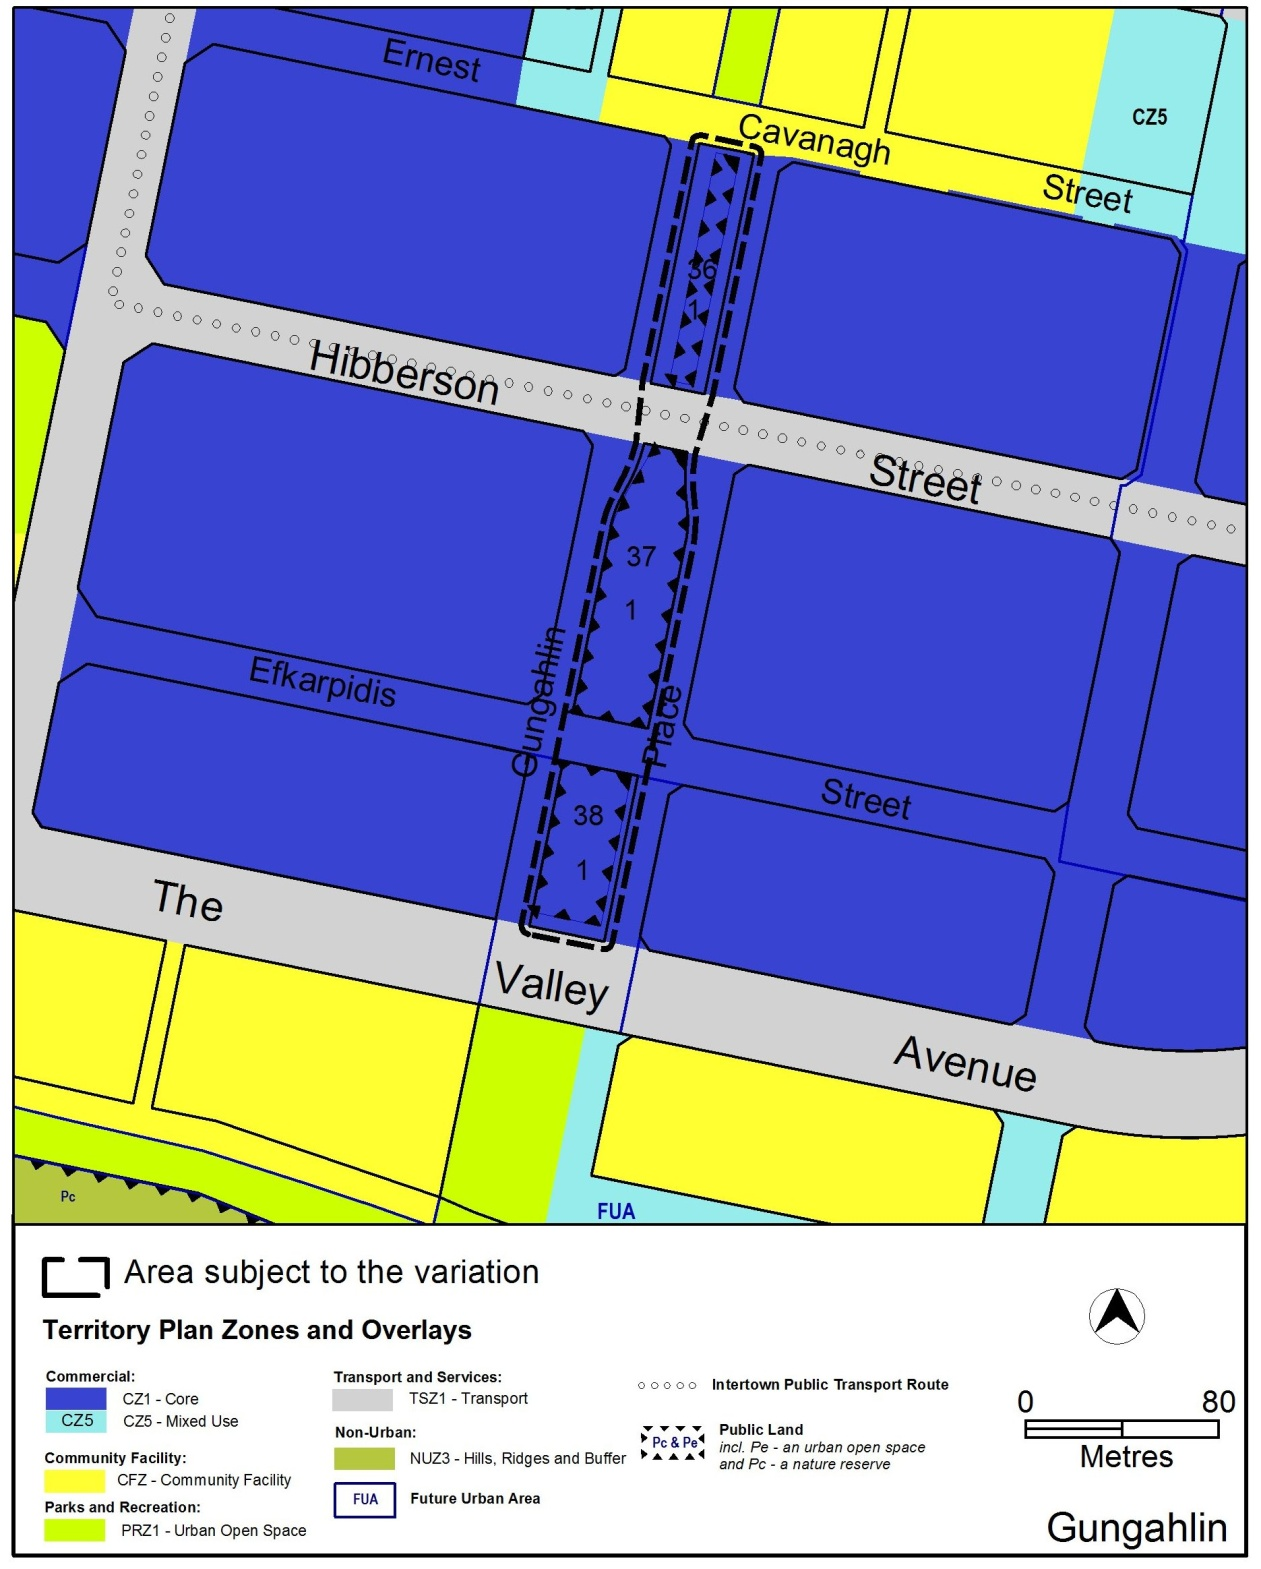 Ernest
Cavanagh
Street
CZ5
36
1
Hibberson
Street
37
1
Gungahlin
Place
Efkarpidis
Street
38
1
The
Valley
Avenue
Pc
FUA
Area subject to the variation
Territory Plan Zones and Overlays
Commercial:
CZ1 - Core
CZ5 CZ5 - Mixed Use
Community Facility:
CFZ - Community Facility
Parks and Recreation:
PRZ1 - Urban Open Space
Transport and Services:
TSZ1 - Transport
Non-Urban:
NUZ3 - Hills, Ridges and Buffer
FUA Future Urban Area
Intertown Public Transport Route
Pc & Pe
Public Land
incl. Pe - an urban open space
and Pc - a nature reserve
0 80
Metres
Gungahlin